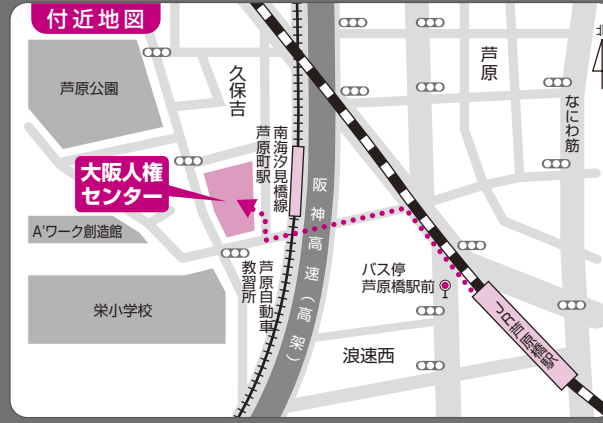 付近地図
北
芦原公園
久保吉
芦原
なにわ筋
南海汐見橋線
芦原町駅
大阪人権
センター
阪神高速（高架）
A'ワーク創造館
バス停
芦原橋駅前
芦原自動車
教習所
栄小学校
JR芦原橋駅
浪速西